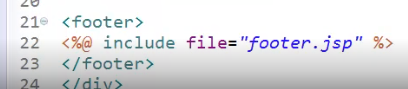 20
21 <footer>
22 <%@ include file="footer.jsp" %>
23 </footer>
24 </div>